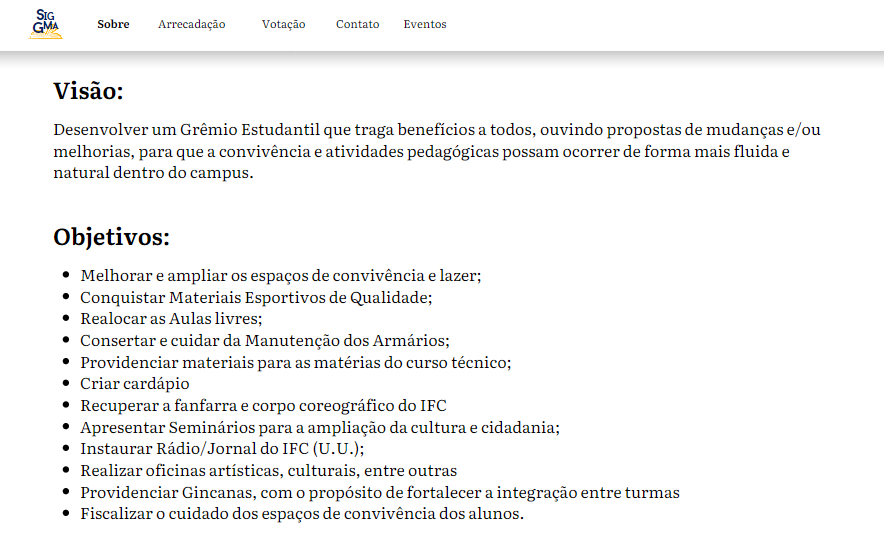 SIG
GMA
Sobre Arrecadação Votação Contato Eventos
Visão:
Desenvolver um Grêmio Estudantil que traga benefícios a todos, ouvindo propostas de mudanças e/ou
melhorias, para que a convivência e atividades pedagógicas possam ocorrer de forma mais fluida e
natural dentro do campus.
Objetivos:
• Melhorar e ampliar os espaços de convivência e lazer;
• Conquistar Materiais Esportivos de Qualidade;
• Realocar as Aulas livres;
• Consertar e cuidar da Manutenção dos Armários;
• Providenciar materiais para as matérias do curso técnico;
• Criar cardápio
• Recuperar a fanfarra e corpo coreográfico do IFC
• Apresentar Seminários para a ampliação da cultura e cidadania;
• Instaurar Rádio/Jornal do IFC (U.U.);
• Realizar oficinas artísticas, culturais, entre outras
• Providenciar Gincanas, com o propósito de fortalecer a integração entre turmas
• Fiscalizar o cuidado dos espaços de convivência dos alunos.